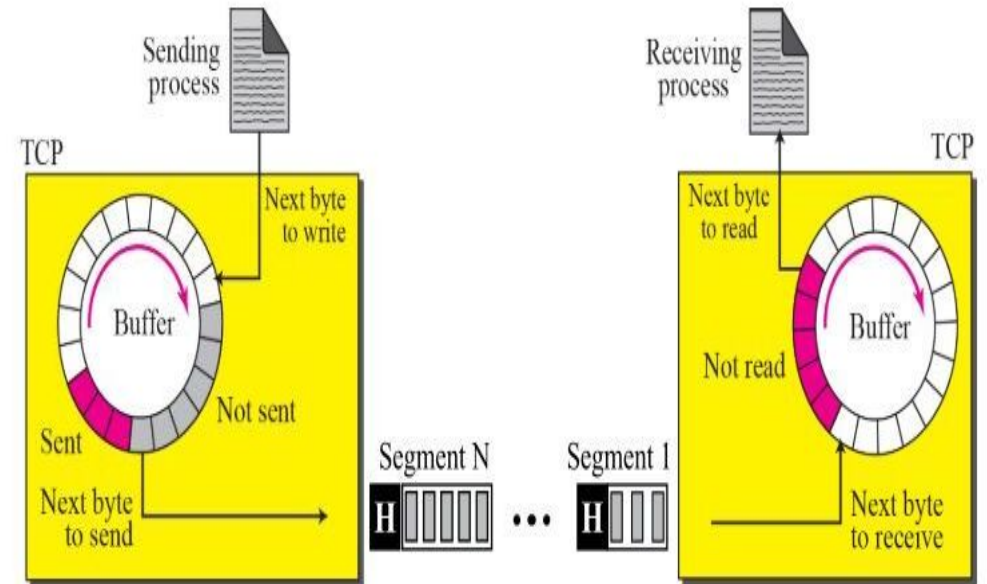 Sending
process
Receiving
process
TCP
TCP
Next byte
to write
Next byte
to read
Buffer
Buffer
Not sent
Not read
Sent
Segment N
Segment 1
Next byte
to send
H
...
H
Next byte
to receive